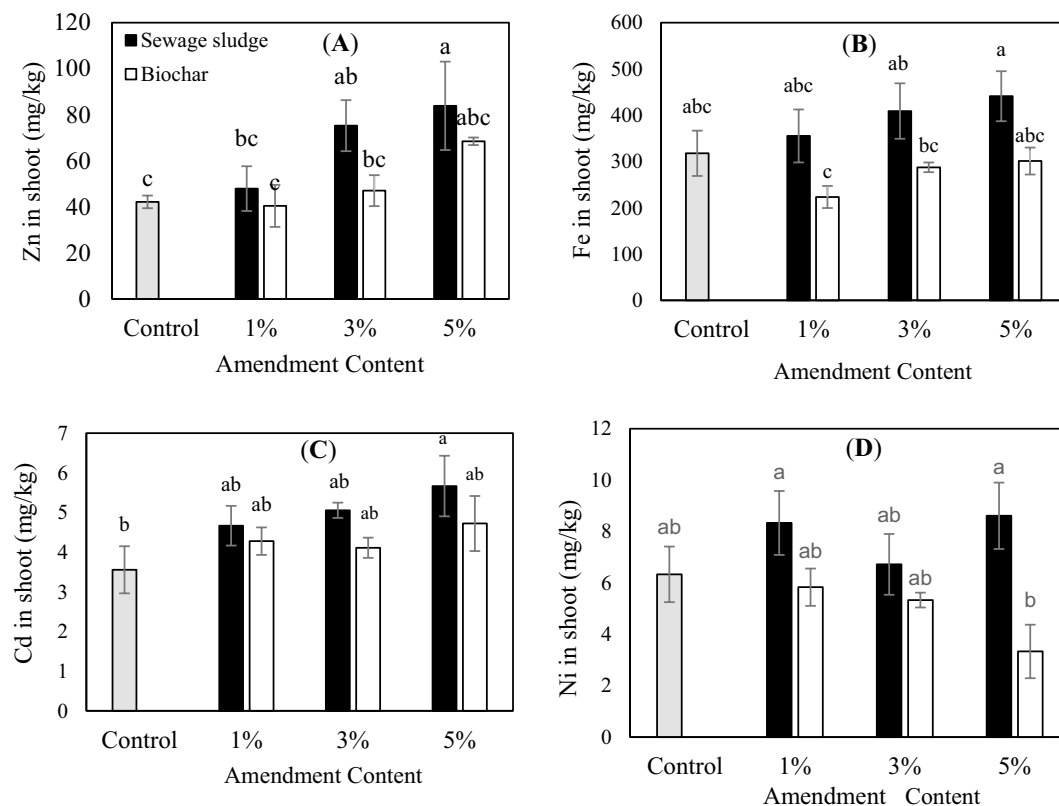 (A)
Sewage sludge
Biochar
Zn in shoot (mg/kg)
120
100
80
60
40
20
0
c
bc
c
ab
bc
a
abc
Control 1% 3% 5%
Amendment Content
(B)
Fe in shoot (mg/kg)
600
500
400
300
200
100
0
abc
abc
c
ab
bc
a
abc
Control 1% 3% 5%
Amendment Content
(C)
Cd in shoot (mg/kg)
7
6
5
4
3
2
1
0
b
ab
ab
ab
ab
a
ab
Control 1% 3% 5%
Amendment Content
(D)
Ni in shoot (mg/kg)
12
10
8
6
4
2
0
ab
a
ab
ab
ab
a
b
Control 1% 3% 5%
Amendment Content